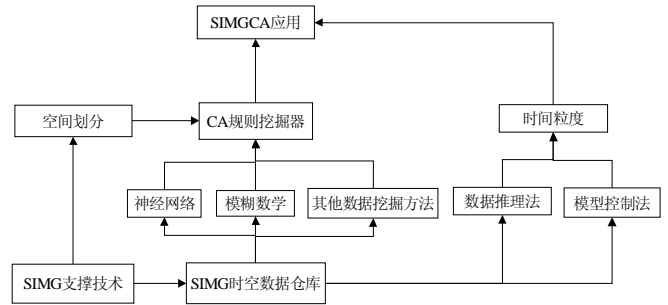 SIMGCA应用
空间划分
CA规则挖掘器
时间粒度
神经网络
模糊数学
其他数据挖掘方法
数据推理法
模型控制法
SIMG支撑技术
SIMG时空数据仓库